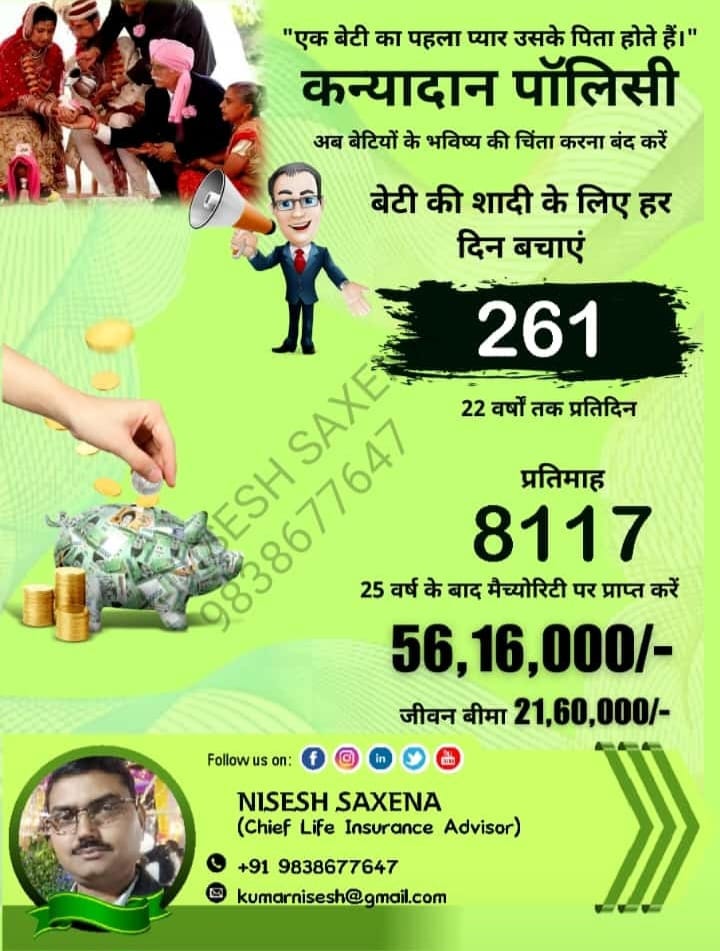 "एक बेटी का पहला प्यार उसके पिता होते हैं।"
कन्यादान पॉलिसी
अब बेटियों के भविष्य की चिंता करना बंद करें
बेटी की शादी के लिए हर
दिन बचाएं
261
22 वर्षों तक प्रतिदिन
प्रतिमाह
8117
25 वर्ष के बाद मैच्योरिटी पर प्राप्त करें
56,16,000/-
जीवन बीमा 21,60,000/-
NISESH SAXENA
9838677647
Follow us on:
NISESH SAXENA
(Chief Life Insurance Advisor)
+91 9838677647
kumarnisesh@gmail.com